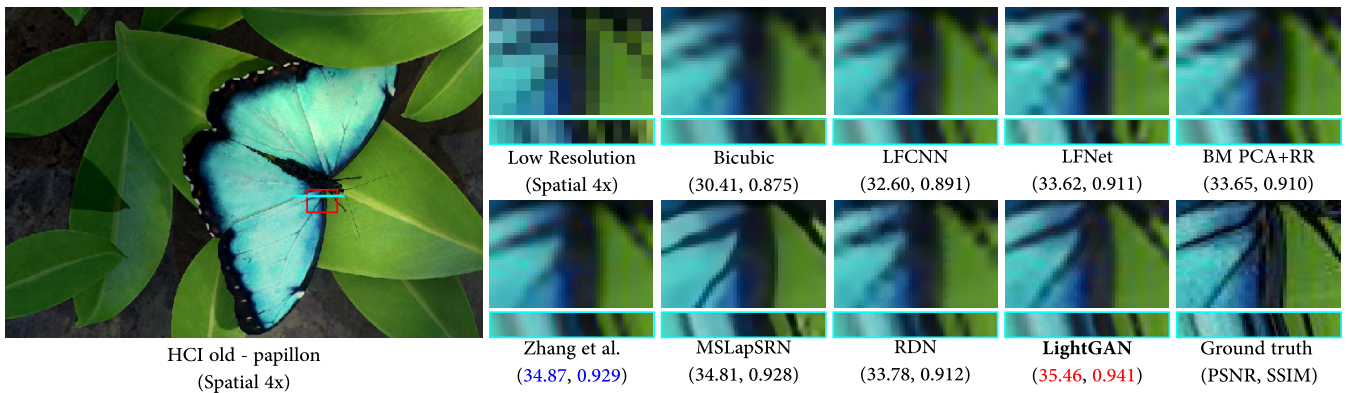 Low Resolution
(Spatial 4x)
Bicubic
(30.41, 0.875)
LFCNN
(32.60, 0.891)
LFNet
(33.62, 0.911)
BM PCA+RR
(33.65, 0.910)
HCI old - papillon
(Spatial 4x)
Zhang et al.
(34.87, 0.929)
MSLapSRN
(34.81, 0.928)
RDN
(33.78, 0.912)
LightGAN
(35.46, 0.941)
Ground truth
(PSNR, SSIM)